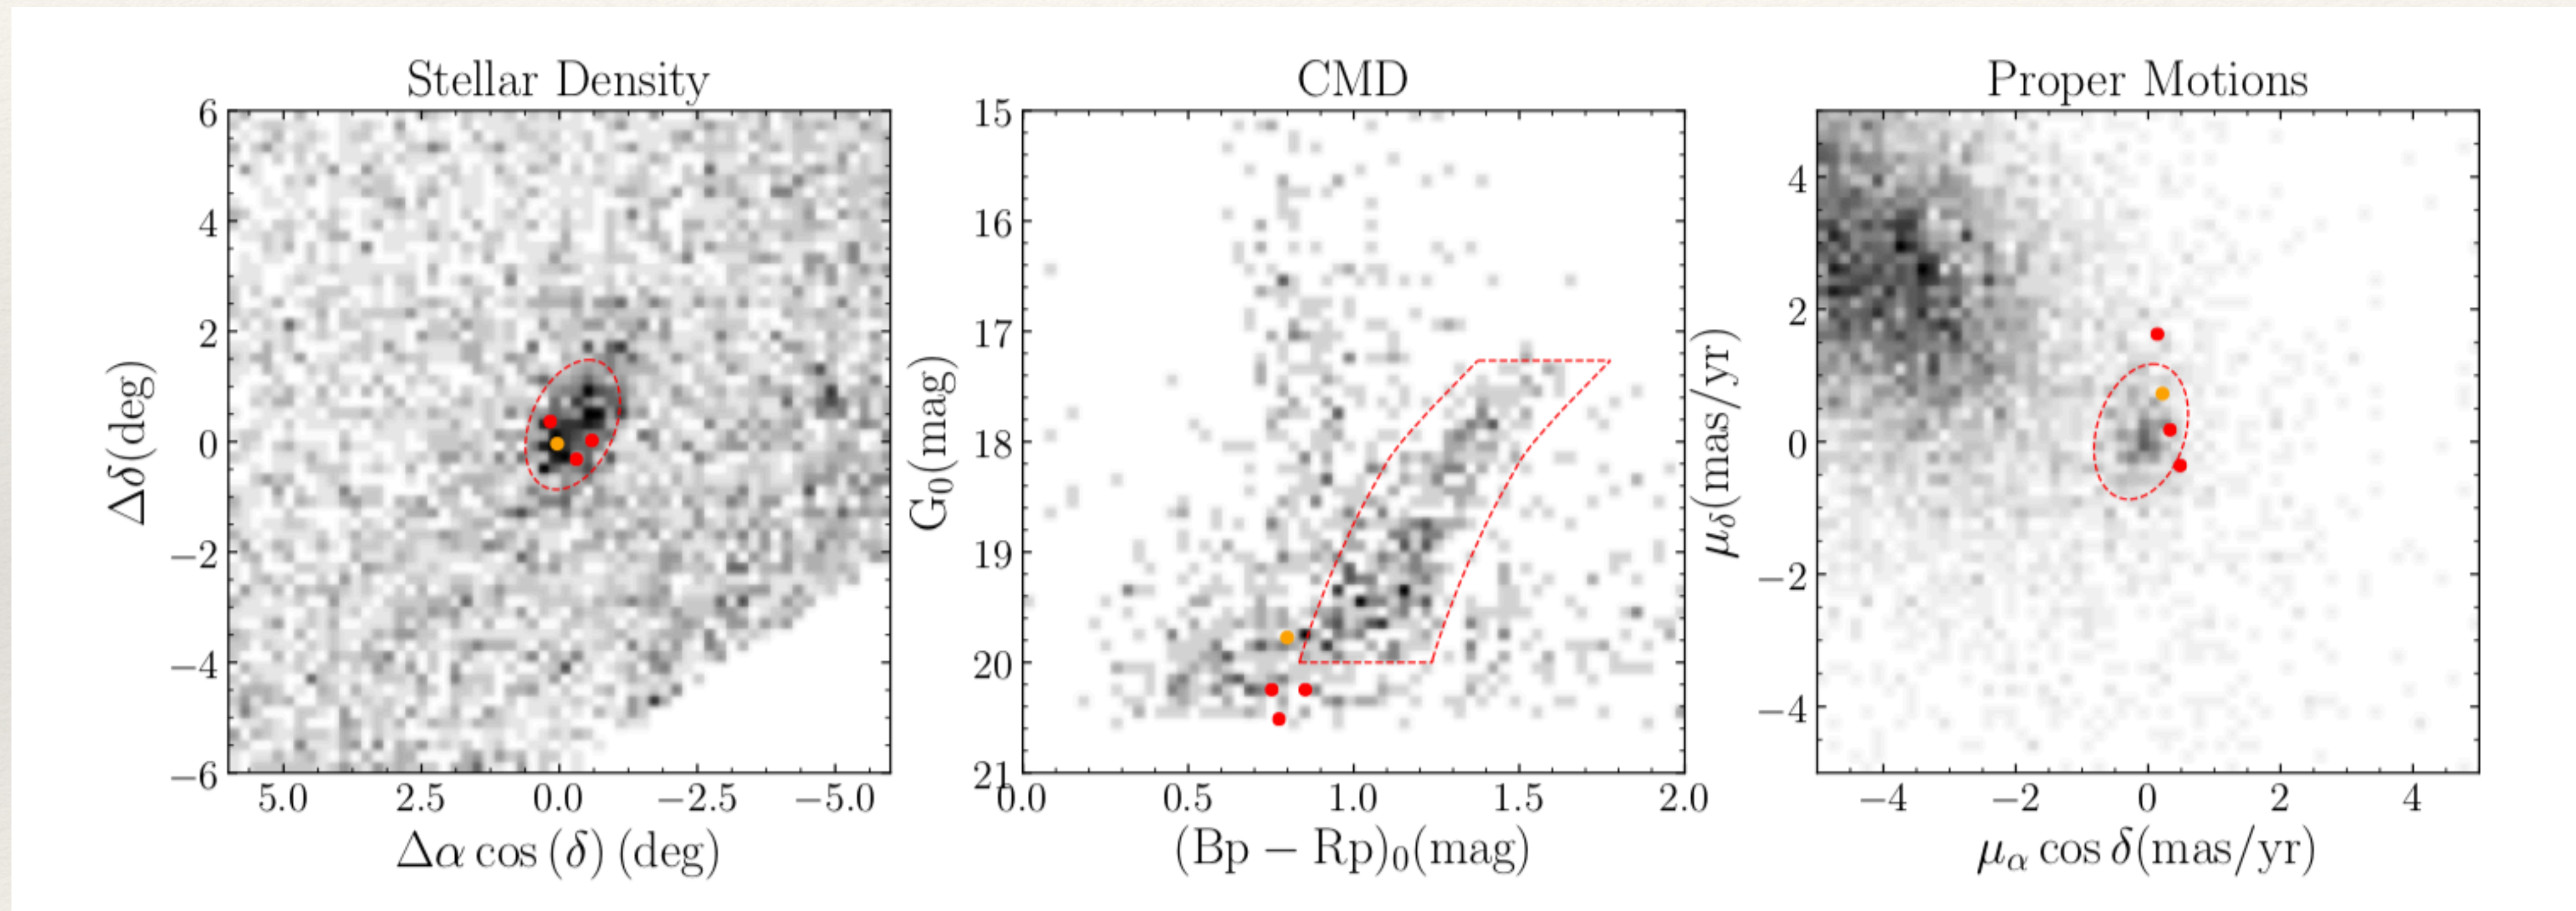 Stellar Density
6
4
2
0
−2
−4
−6
5.0 2.5 0.0 −2.5 −5.0
Δδ(deg)
Δα cos (δ) (deg)
CMD
15
16
17
18
19
20
21
0.0 0.5 1.0 1.5 2.0
G₀(mag)
(Bp − Rp)₀(mag)
Proper Motions
4
2
0
−2
−4
−4 −2 0 2 4
μ_δ(mas/yr)
μ_α cos δ(mas/yr)